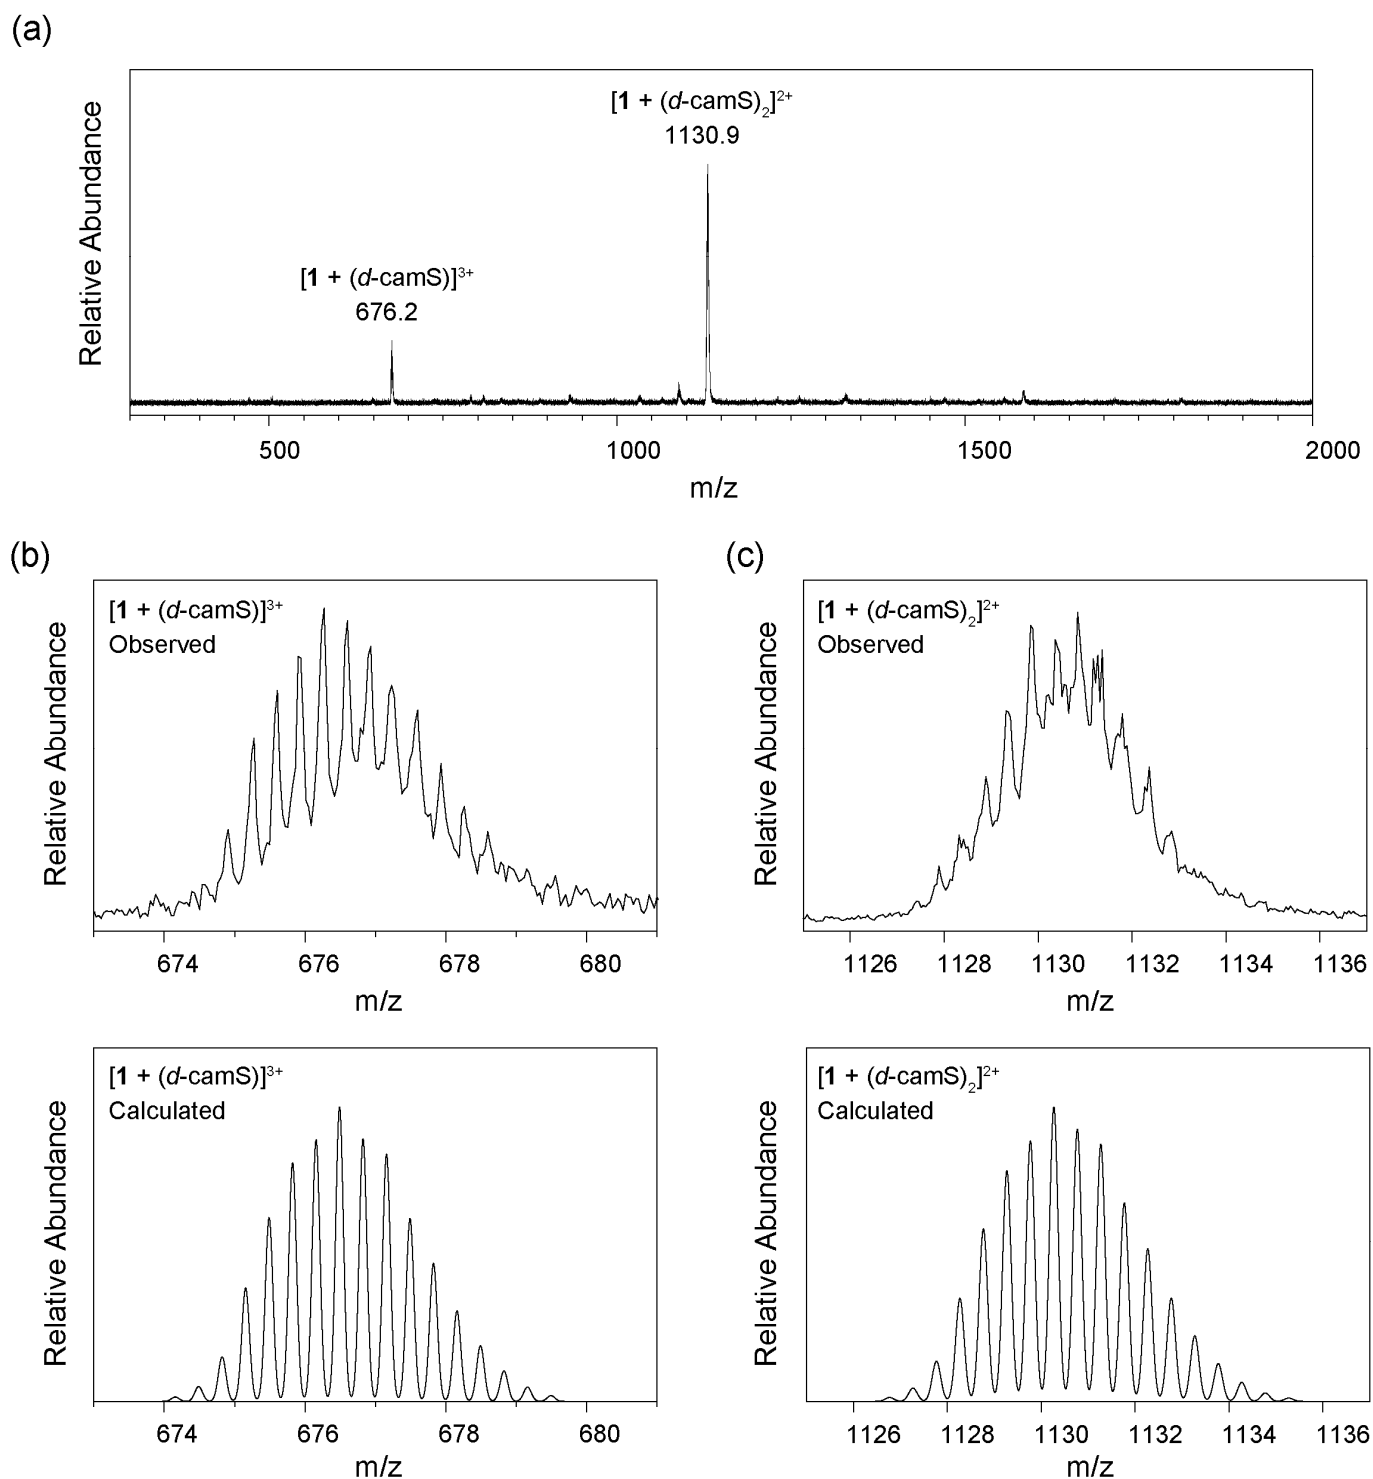 (a)
Relative Abundance
[1 + (d-camS)₂]²⁺
1130.9
[1 + (d-camS)]³⁺
676.2
500 1000 1500 2000
m/z
(b)
Relative Abundance
[1 + (d-camS)]³⁺
Observed
674 676 678 680
m/z
(c)
Relative Abundance
[1 + (d-camS)₂]²⁺
Observed
1126 1128 1130 1132 1134 1136
m/z
Relative Abundance
[1 + (d-camS)]³⁺
Calculated
674 676 678 680
m/z
Relative Abundance
[1 + (d-camS)₂]²⁺
Calculated
1126 1128 1130 1132 1134 1136
m/z